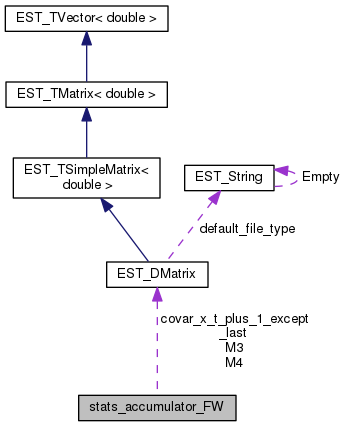 EST_TVector< double >
EST_TMatrix< double >
EST_TSimpleMatrix<
double >
EST_String
Empty
default_file_type
EST_DMatrix
covar_x_t_plus_1_except
_last
M3
M4
stats_accumulator_FW